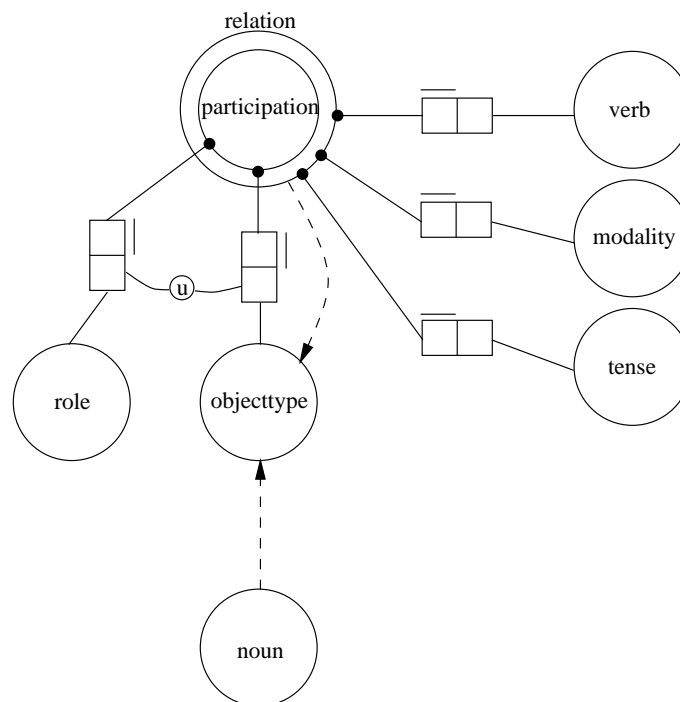 relation
participation
verb
modality
u
tense
role
objecttype
noun